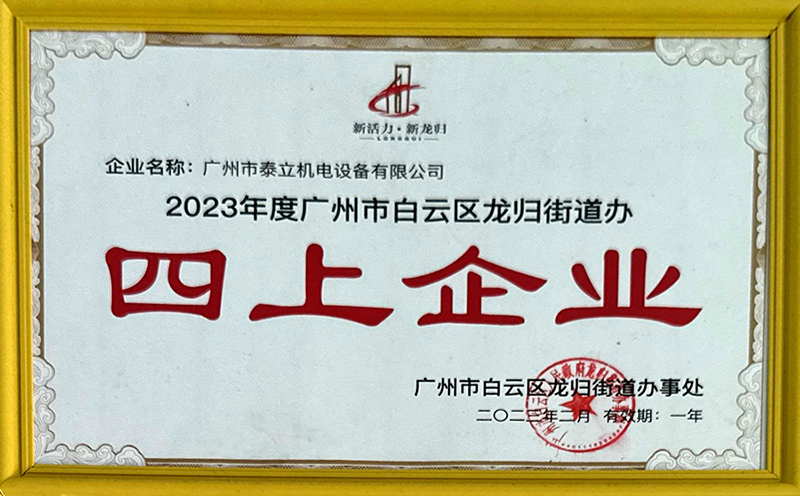 新活力·新龙归
LONGGUI
企业名称：广州市泰立机电设备有限公司
2023年度广州市白云区龙归街道办
四上企业
广州市白云区龙归街道办事处
二〇二三年二月 有效期：一年